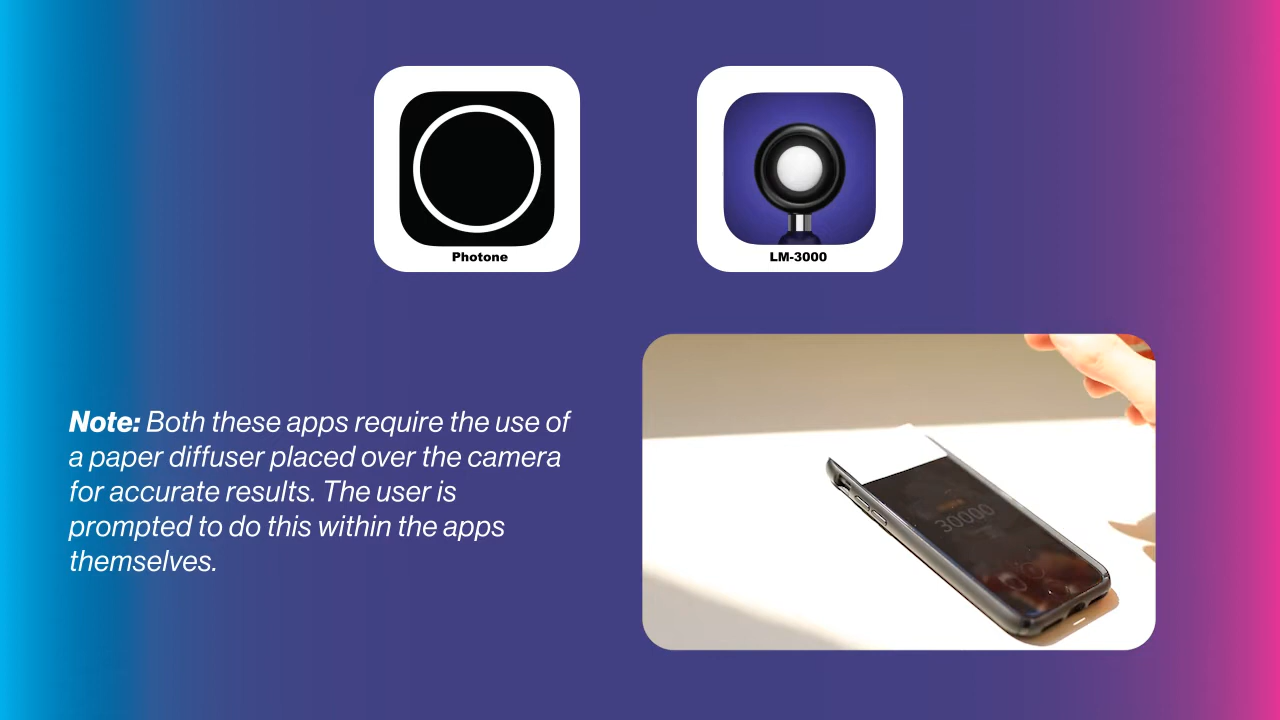 Photone
LM-3000
Note: Both these apps require the use of
a paper diffuser placed over the camera
for accurate results. The user is
prompted to do this within the apps
themselves.
30000